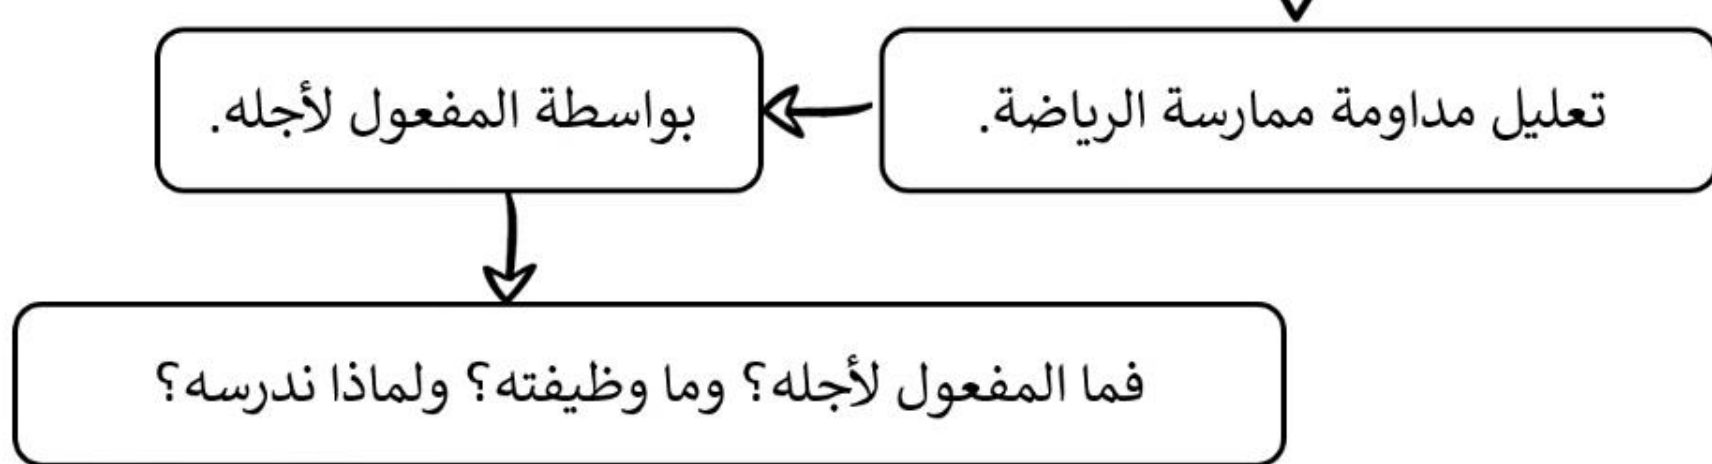 تعليل مداومة ممارسة الرياضة.
بواسطة المفعول لأجله.
فما المفعول لأجله؟ وما وظيفته؟ ولماذا ندرسه؟